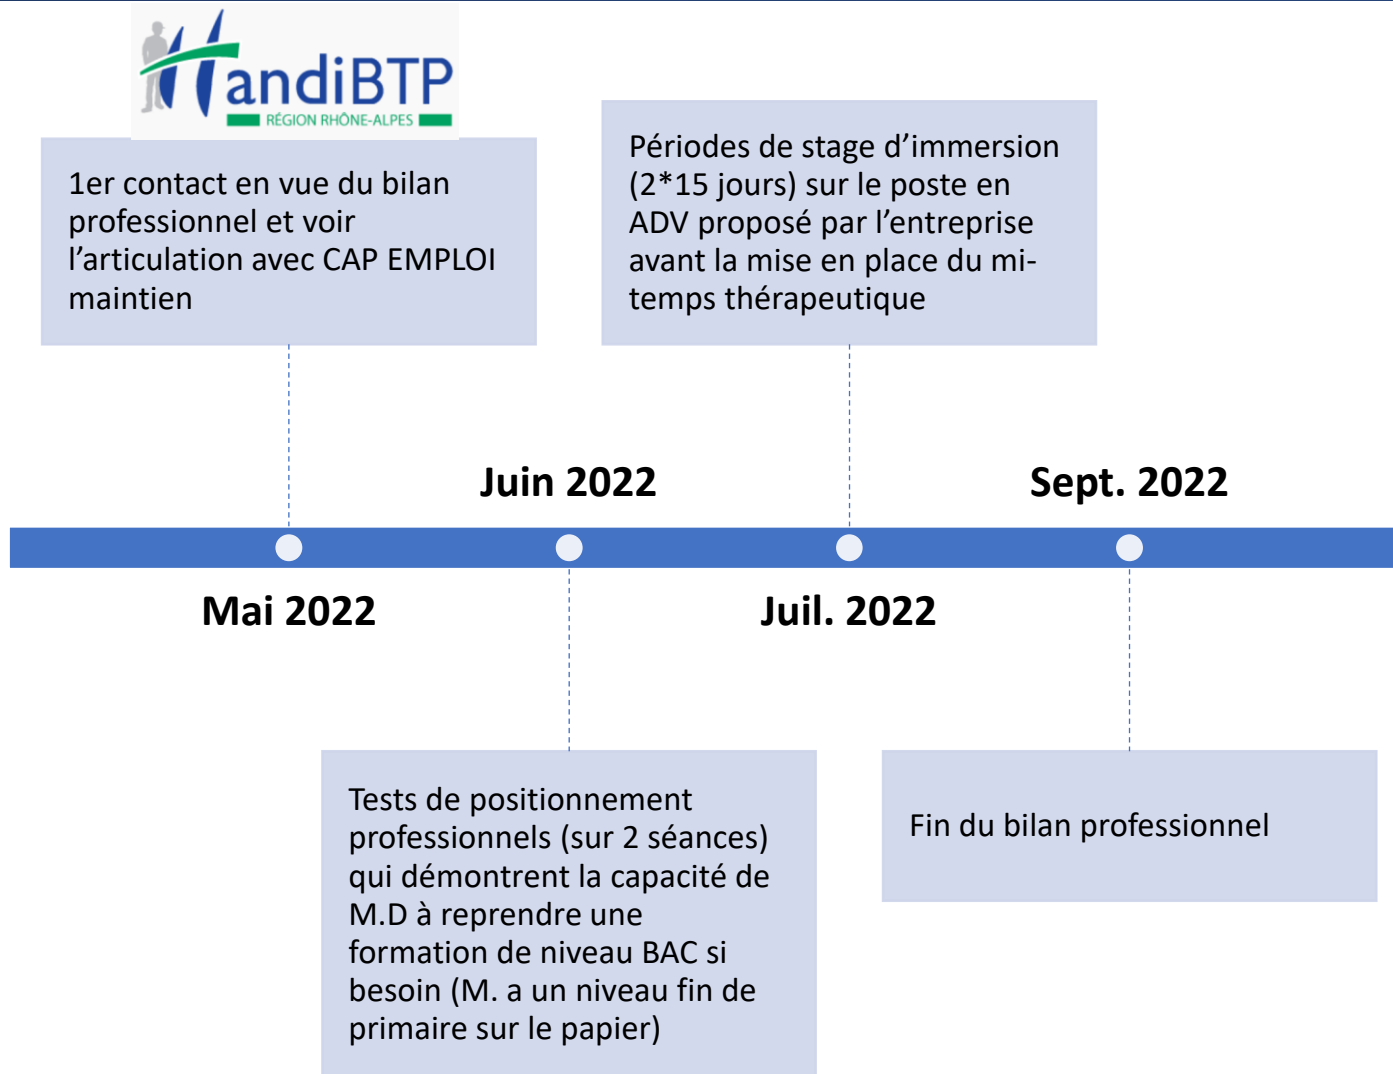 HandiBTP
RÉGION RHÔNE-ALPES
1er contact en vue du bilan
professionnel et voir
l’articulation avec CAP EMPLOI
maintien
Périodes de stage d’immersion
(2*15 jours) sur le poste en
ADV proposé par l’entreprise
avant la mise en place du mi-
temps thérapeutique
Juin 2022
Sept. 2022
Mai 2022
Juil. 2022
Tests de positionnement
professionnels (sur 2 séances)
qui démontrent la capacité de
M.D à reprendre une
formation de niveau BAC si
besoin (M. a un niveau fin de
primaire sur le papier)
Fin du bilan professionnel